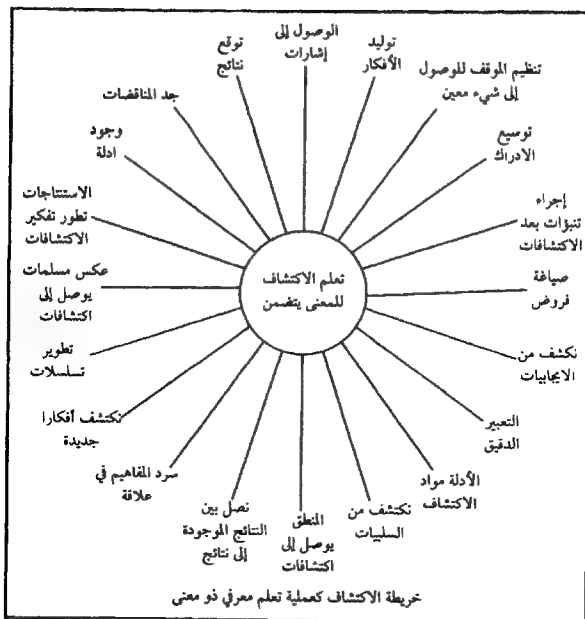 الوصول إلى
إشارات
توليد
الأفكار
تنظيم الموقف للوصول
إلى شيء معين
توسيع
الادراك
إجراء
تنبؤات بعد
الاكتشافات
صياغة
فروض
نكشف من
الايجابيات
التعبير
الدقيق
الأدلة مواد
الاكتشاف
نكتشف من
السلبيات
المنطق
يوصل إلى
اكتشافات
نصل بين
النتائج الموجودة
إلى نتائج
سرد المفاهيم في
علاقة
نكتشف أفكارا
جديدة
تطوير
تسلسلات
عكس مسلمات
يوصل إلى
اكتشافات
الاستنتاجات
تطور تفكير
الاكتشافات
وجود
ادلة
جد المناقضات
توقع
نتائج
تعلم الاكتشاف
للمعنى يتضمن
خريطة الاكتشاف كعملية تعلم معرفي ذو معنى